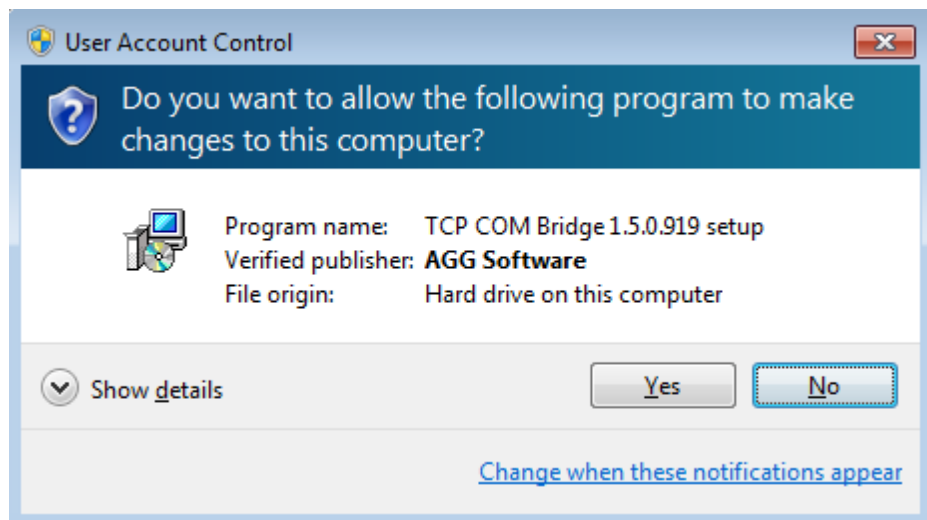 User Account Control
Do you want to allow the following program to make
changes to this computer?
Program name: TCP COM Bridge 1.5.0.919 setup
Verified publisher: AGG Software
File origin: Hard drive on this computer
Show details
Yes
No
Change when these notifications appear